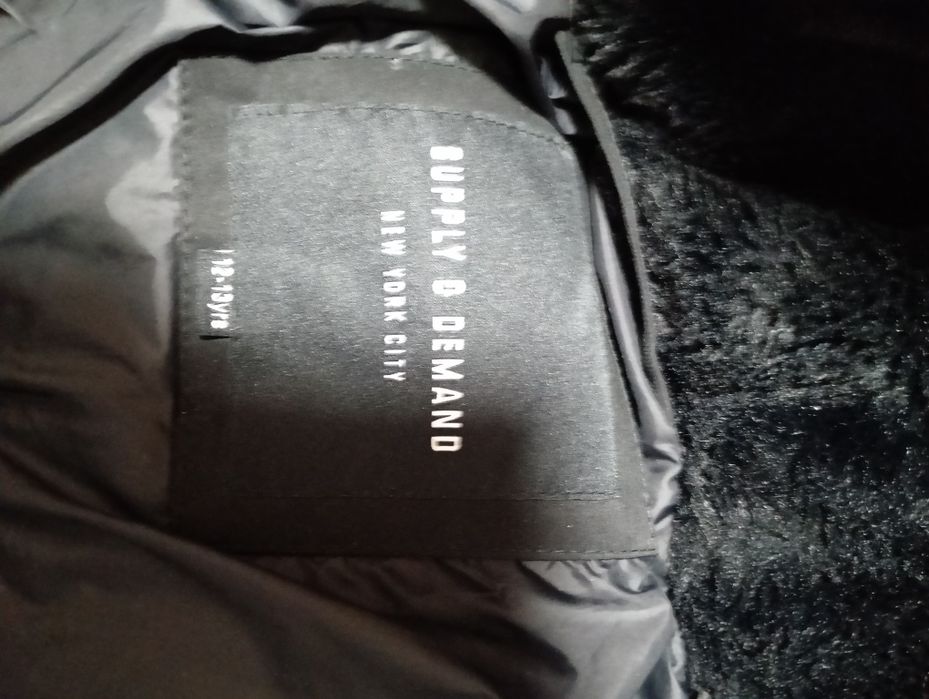 SUPPLY & DEMAND
NEW YORK CITY
12-13yrs